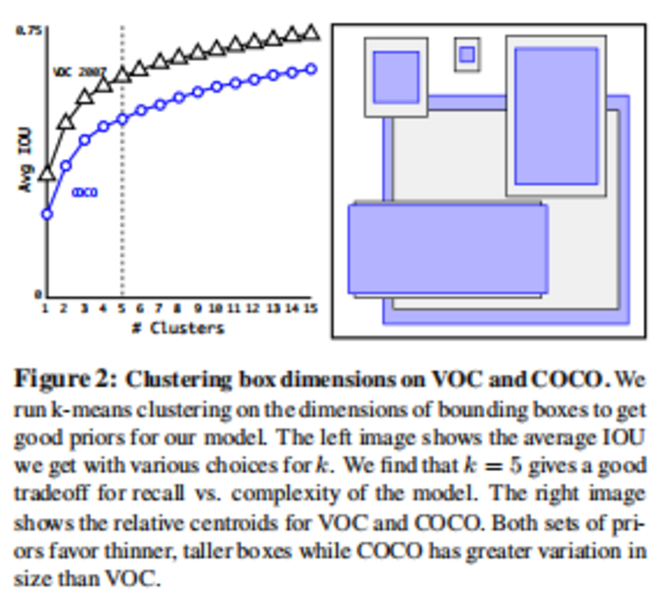 0.75
VOC 2007
COCO
Avg IOU
0
1 2 3 4 5 6 7 8 9 10 11 12 13 14 15
# Clusters
Figure 2: Clustering box dimensions on VOC and COCO. We
run k-means clustering on the dimensions of bounding boxes to get
good priors for our model. The left image shows the average IOU
we get with various choices for k. We find that k = 5 gives a good
tradeoff for recall vs. complexity of the model. The right image
shows the relative centroids for VOC and COCO. Both sets of pri-
ors favor thinner, taller boxes while COCO has greater variation in
size than VOC.